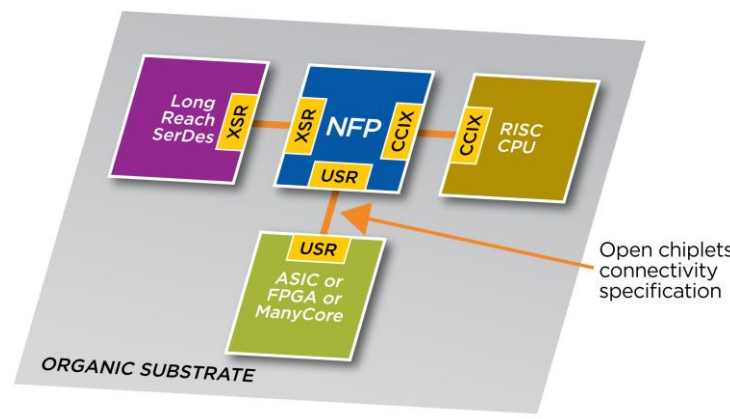 Long
Reach
SerDes
XSR
XSR
NFP
CCIX
CCIX
RISC
CPU
USR
USR
ASIC or
FPGA or
ManyCore
Open chiplets
connectivity
specification
ORGANIC SUBSTRATE